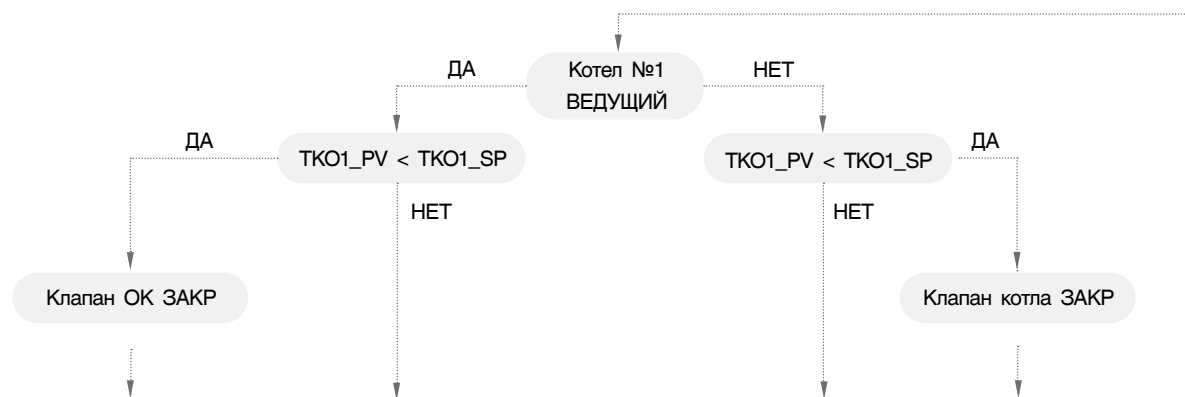 ДА
Котел №1
ВЕДУЩИЙ
НЕТ
ДА
ТКО1_PV < ТКО1_SP
ТКО1_PV < ТКО1_SP
ДА
НЕТ
НЕТ
Клапан ОК ЗАКР
Клапан котла ЗАКР